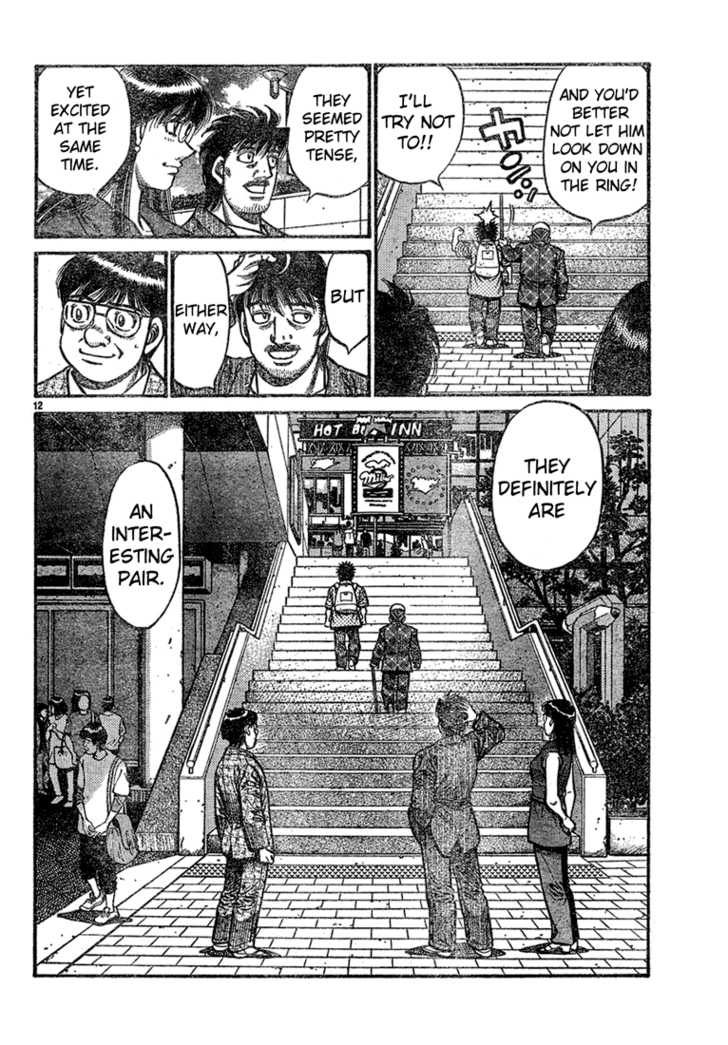 AND YOU'D
BETTER
NOT LET HIM
LOOK DOWN
ON YOU IN
THE RING!
I'LL
TRY NOT
TO!!
THEY
SEEMED
PRETTY
TENSE,
YET
EXCITED
AT THE
SAME
TIME.
BUT
EITHER
WAY,
12
THEY
DEFINITELY
ARE
AN
INTER-
ESTING
PAIR.
HOT
INN